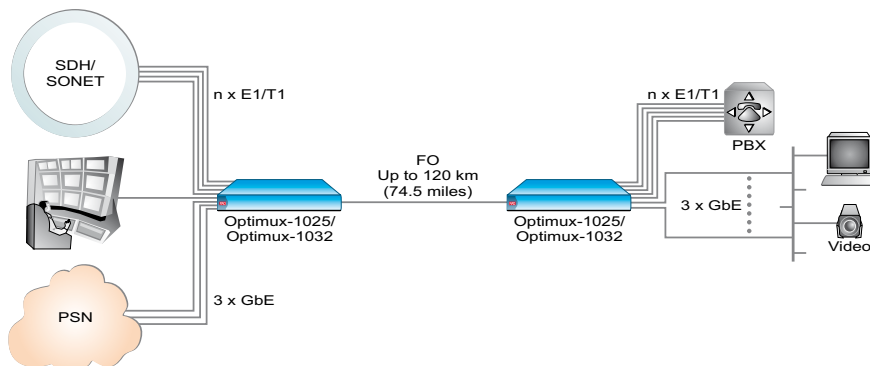 SDH/
SONET
n x E1/T1
n x E1/T1
PBX
FO
Up to 120 km
(74.5 miles)
3 x GbE
Optimux-1025/
Optimux-1032
Optimux-1025/
Optimux-1032
Video
3 x GbE
PSN